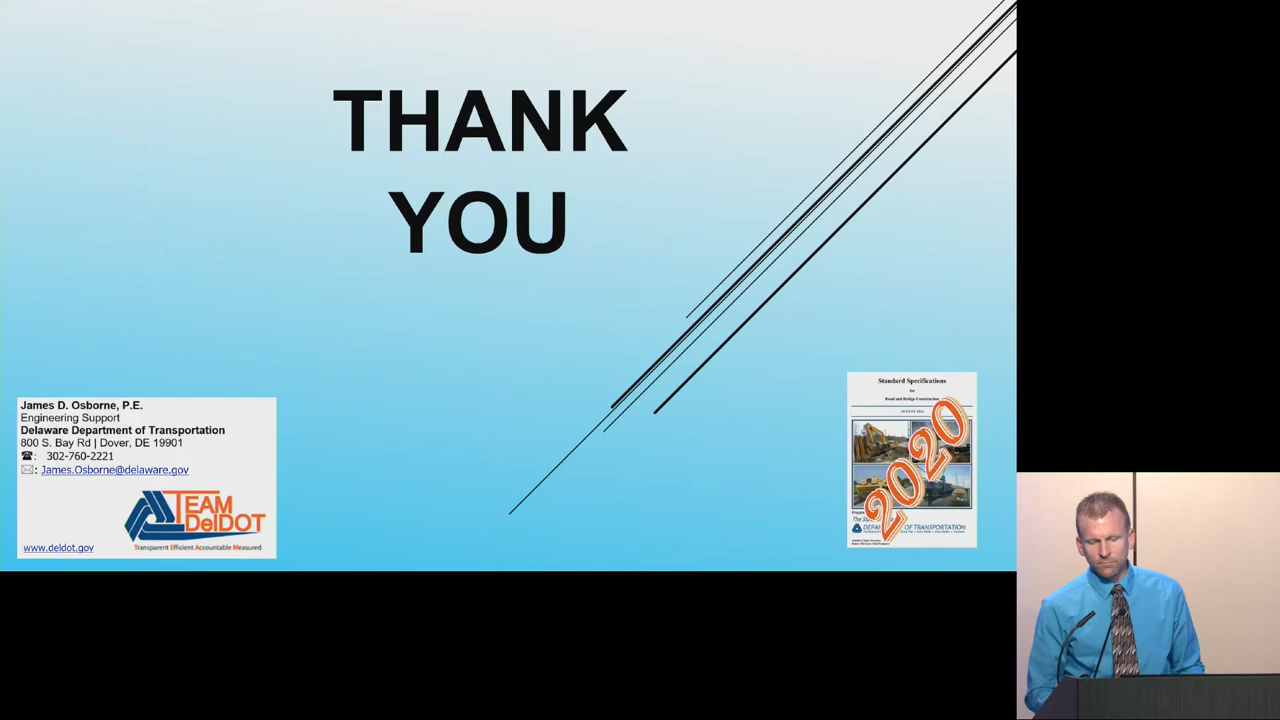 THANK
YOU
James D. Osborne, P.E.
Engineering Support
Delaware Department of Transportation
800 S. Bay Rd | Dover, DE 19901
☎: 302-760-2221
✉: James.Osborne@delaware.gov
TEAM
DelDOT
Transparent Efficient Accountable Measured
www.deldot.gov
Standard Specifications
for
Road and Bridge Construction
2020
OF TRANSPORTATION